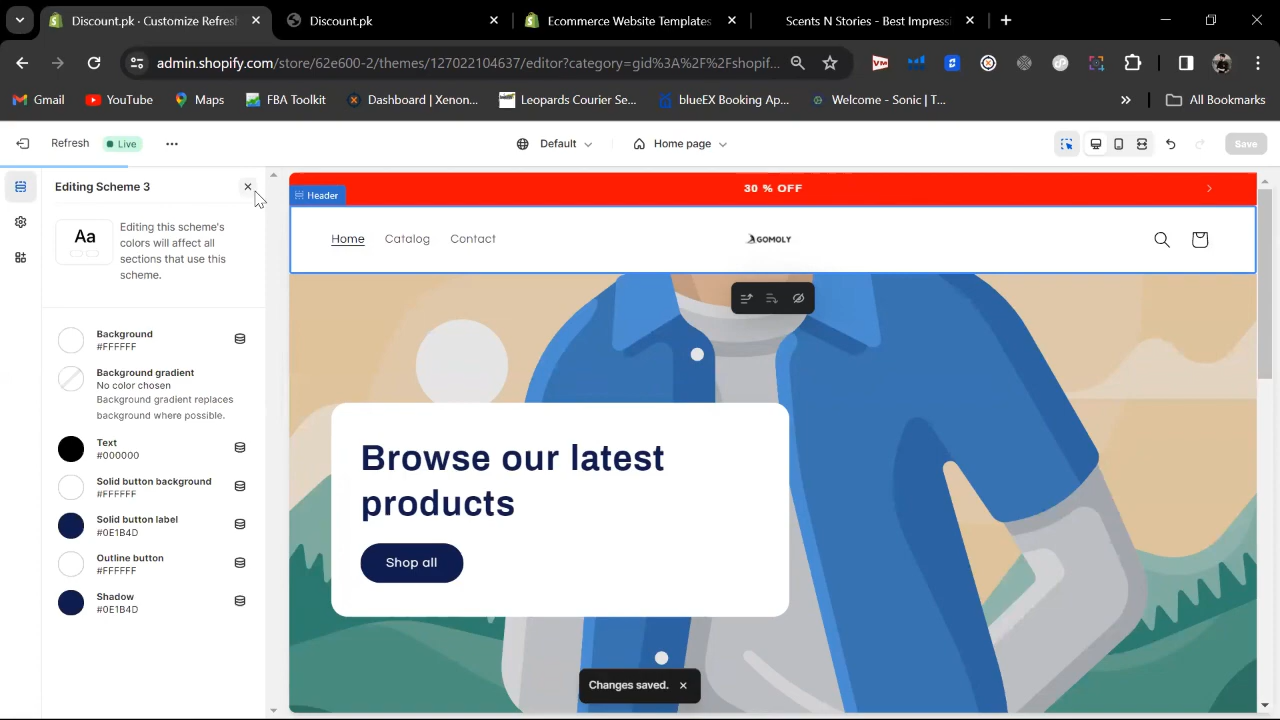 Discount.pk · Customize Refresh
Discount.pk
Ecommerce Website Templates
Scents N Stories - Best Impressi
admin.shopify.com/store/62e600-2/themes/127022104637/editor?category=gid%3A%2F%2Fshopif...
Gmail
YouTube
Maps
FBA Toolkit
Dashboard | Xenon...
Leopards Courier Se...
blueEX Booking Ap...
Welcome - Sonic | T...
All Bookmarks
Refresh
Live
Default
Home page
Save
Editing Scheme 3
Aa
Editing this scheme's
colors will affect all
sections that use this
scheme.
Background
#FFFFFF
Background gradient
No color chosen
Background gradient replaces
background where possible.
Text
#000000
Solid button background
#FFFFFF
Solid button label
#0E1B4D
Outline button
#FFFFFF
Shadow
#0E1B4D
30 % OFF
Header
Home
Catalog
Contact
GOMOLY
Browse our latest
products
Shop all
Changes saved.